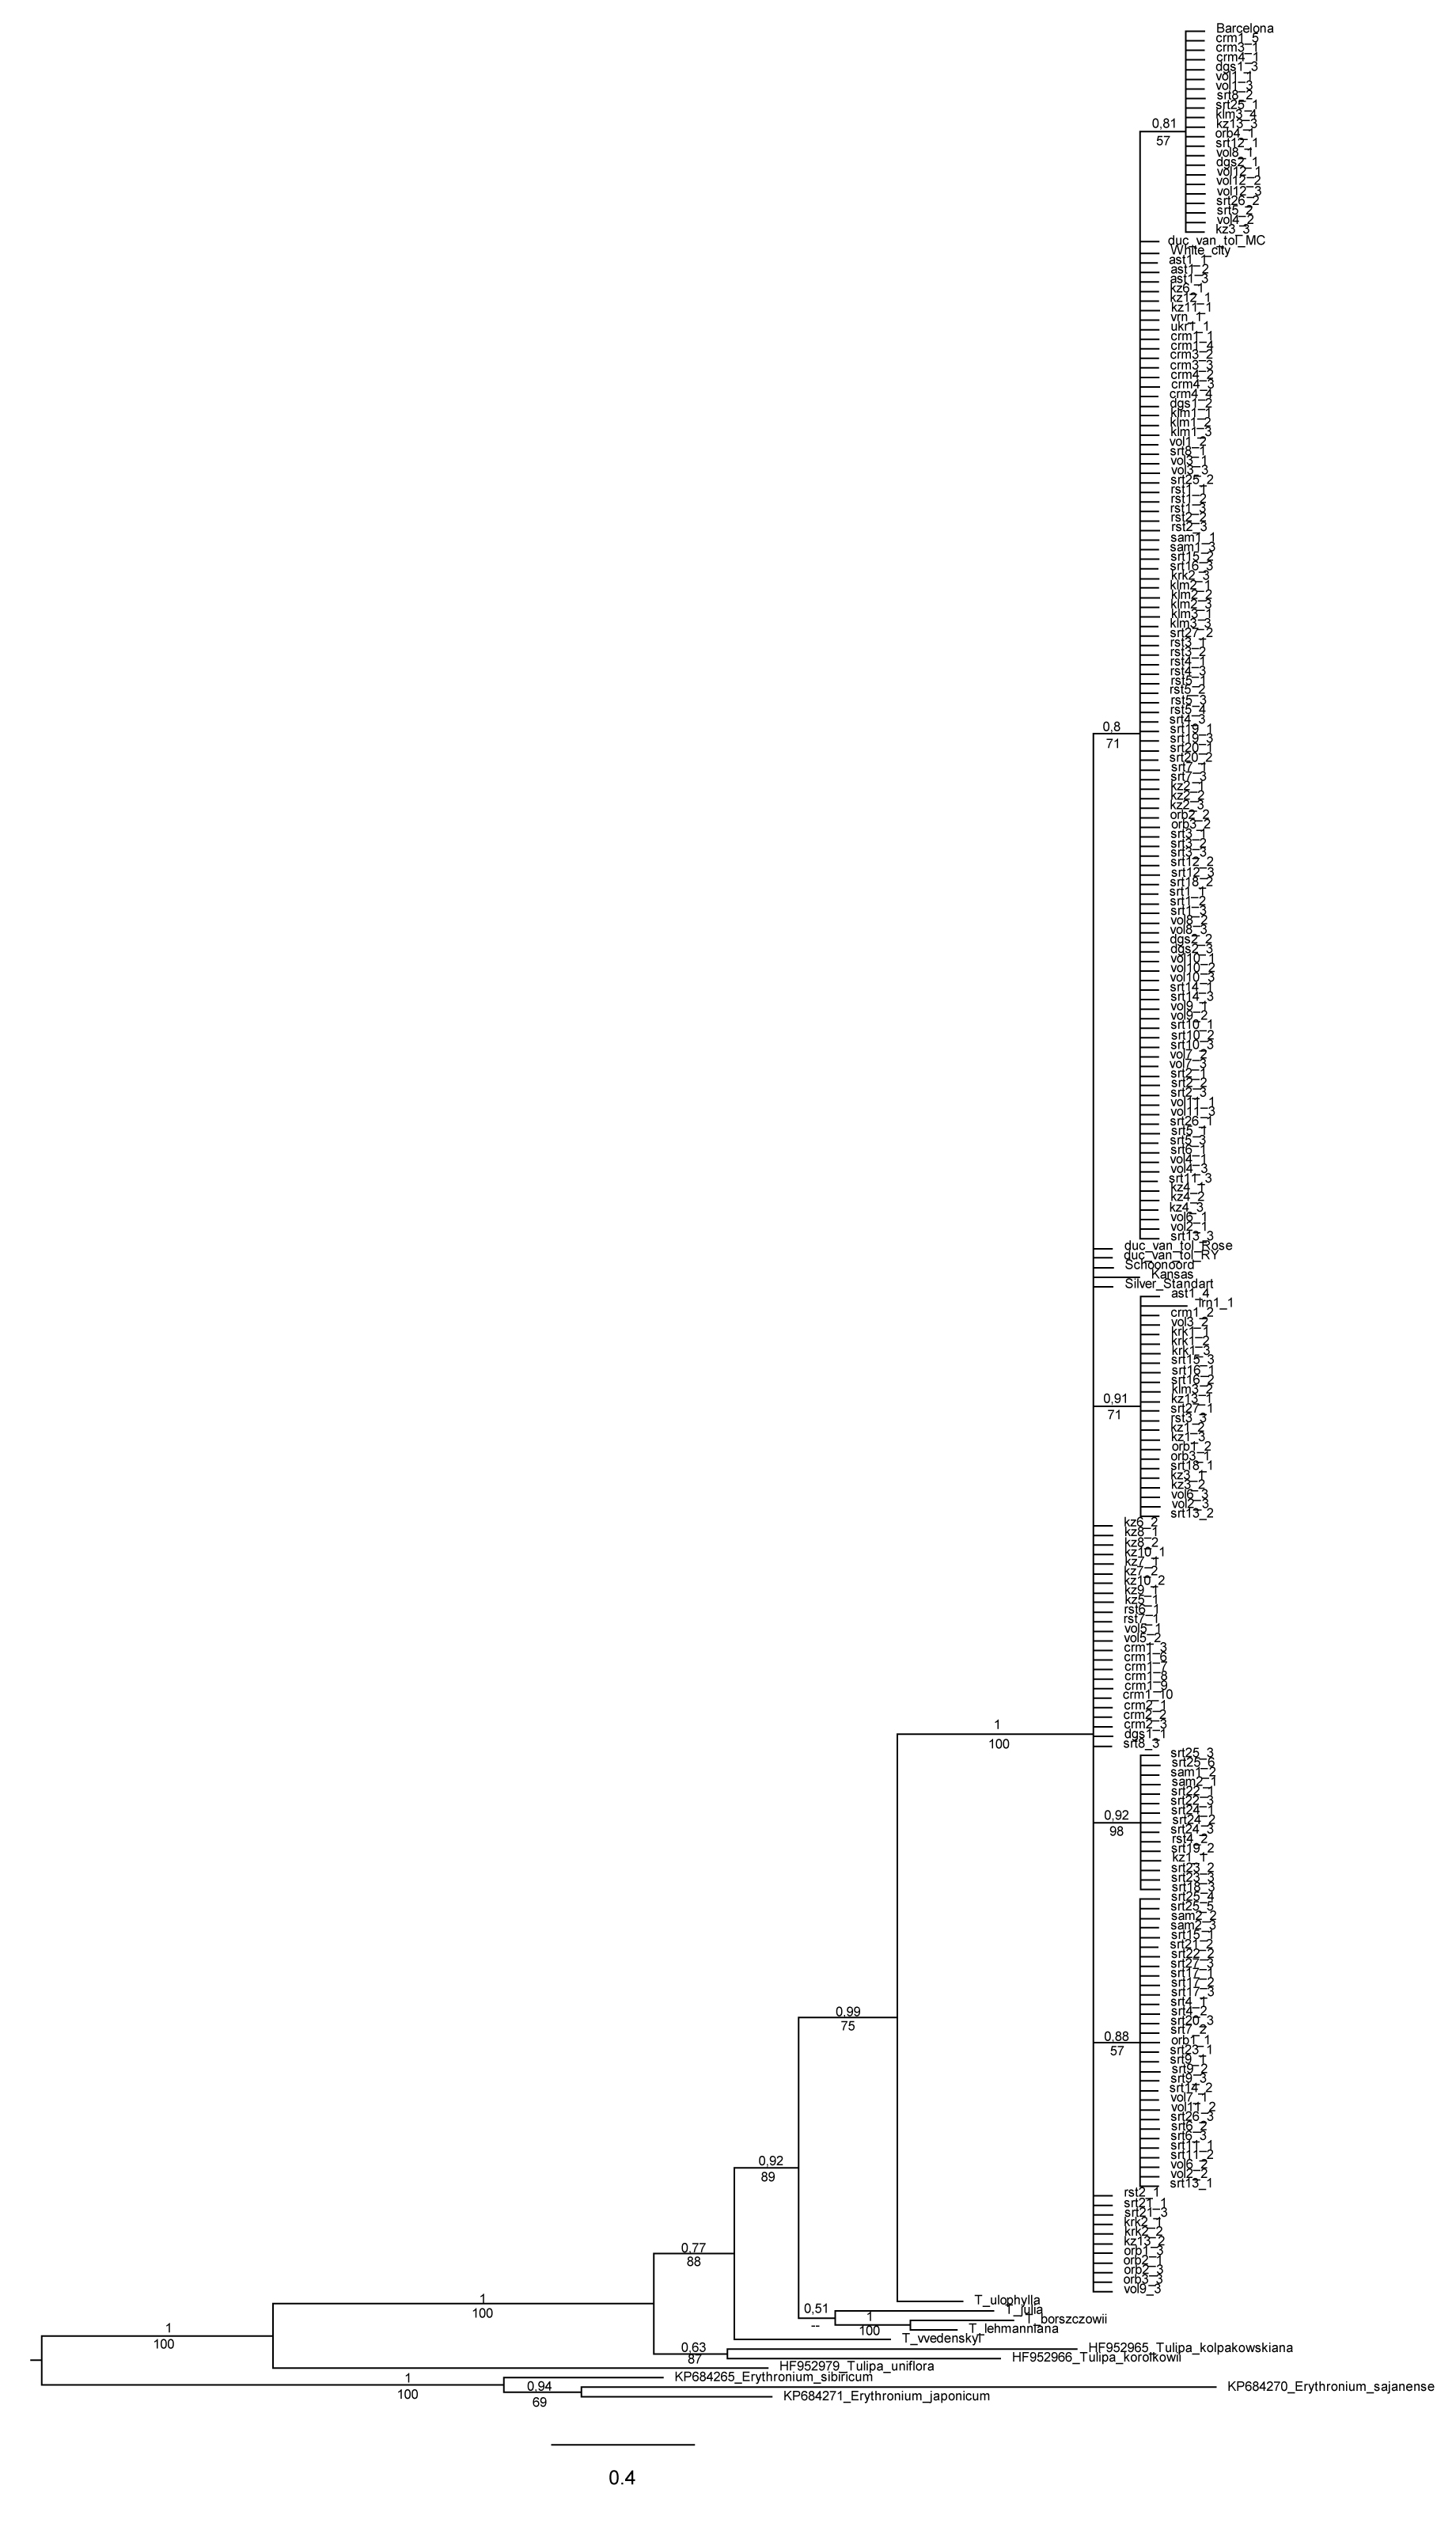 Barcelona
crm1_5
crm3_1
crm4_1
dgs1_3
vol1_1
vol1_3
srt8_2
srt25_1
klm3_4
kz13_3
0,81
orb4_1
57
srt12_1
vol8_1
dgs2_1
vol12_1
vol12_2
vol12_3
srt26_2
srt5_2
vol4_2
kz3_3
duc_van_tol_MC
White_city
ast1_1
ast1_2
ast1_3
kz6_1
kz12_1
kz11_1
vrn_1
ukr1_1
crm1_1
crm1_4
crm3_2
crm3_3
crm4_2
crm4_3
crm4_4
dgs1_2
klm1_1
klm1_2
klm1_3
vol1_2
srt8_1
vol3_1
vol3_3
srt25_2
rst1_1
rst1_2
rst1_3
rst2_2
rst2_3
sam1_1
sam1_3
srt15_2
srt16_3
krk2_3
klm2_1
klm2_2
klm2_3
klm3_1
klm3_3
srt27_2
rst3_1
rst3_2
rst4_1
rst4_3
rst5_1
rst5_2
rst5_3
rst5_4
srt4_3
0,8
srt19_1
71
srt19_3
srt20_1
srt20_2
srt7_1
srt7_3
kz2_1
kz2_2
kz2_3
orb2_2
orb3_2
srt3_1
srt3_2
srt3_3
srt12_2
srt12_3
srt18_2
srt1_1
srt1_2
srt1_3
vol8_2
vol8_3
dgs2_2
dgs2_3
vol10_1
vol10_2
vol10_3
srt14_1
srt14_3
vol9_1
vol9_2
srt10_1
srt10_2
srt10_3
vol7_2
vol7_3
srt2_1
srt2_2
srt2_3
vol11_1
vol11_3
srt26_1
srt5_1
srt5_3
srt6_1
vol4_1
vol4_3
srt11_3
kz4_1
kz4_2
kz4_3
vol6_1
vol2_1
srt13_3
duc_van_tol_Rose
duc_van_tol_RY
Schoonoord
Kansas
Silver_Standart
ast1_4
irn1_1
crm1_2
vol3_2
krk1_1
krk1_2
krk1_3
srt15_3
srt16_1
srt16_2
klm3_2
0,91
kz13_1
71
srt27_1
rst3_3
kz1_2
kz1_3
orb1_2
orb3_1
srt18_1
kz3_1
kz3_2
vol6_3
vol2_3
srt13_2
kz6_2
kz8_1
kz8_2
kz10_1
kz7_1
kz7_2
kz10_2
kz9_1
kz5_1
rst6_1
rst7_1
vol5_1
vol5_2
crm1_3
crm1_6
crm1_7
crm1_8
crm1_9
crm1_10
crm2_1
crm2_2
crm2_3
1
dgs1_1
100
srt8_3
srt25_3
srt25_6
sam1_2
sam2_1
srt22_1
srt22_3
srt24_1
0,92
srt24_2
98
srt24_3
rst4_2
srt19_2
kz1_1
srt23_2
srt23_3
srt18_3
srt25_4
srt25_5
sam2_2
sam2_3
srt15_1
srt21_2
srt22_2
srt27_3
srt17_1
srt17_2
srt17_3
srt4_1
0,99
srt4_2
75
srt20_3
srt7_2
0,88
orb1_1
57
srt23_1
srt9_1
srt9_2
srt9_3
srt14_2
vol7_1
vol11_2
srt26_3
srt6_2
srt6_3
srt11_1
srt11_2
0,92
vol6_2
89
vol2_2
srt13_1
rst2_1
srt21_1
srt21_3
krk2_1
krk2_2
kz13_2
0,77
orb1_3
88
orb2_1
orb2_3
orb3_3
vol9_3
1
100
T_ulophylla
0,51
T_julia
--
1
100
T_borszczowii
T_lehmanniana
1
100
T_vvedenskyi
0,63
87
HF952965_Tulipa_kolpakowskiana
HF952966_Tulipa_korolkowii
HF952979_Tulipa_uniflora
1
100
KP684265_Erythronium_sibiricum
0,94
69
KP684270_Erythronium_sajanense
KP684271_Erythronium_japonicum
0.4